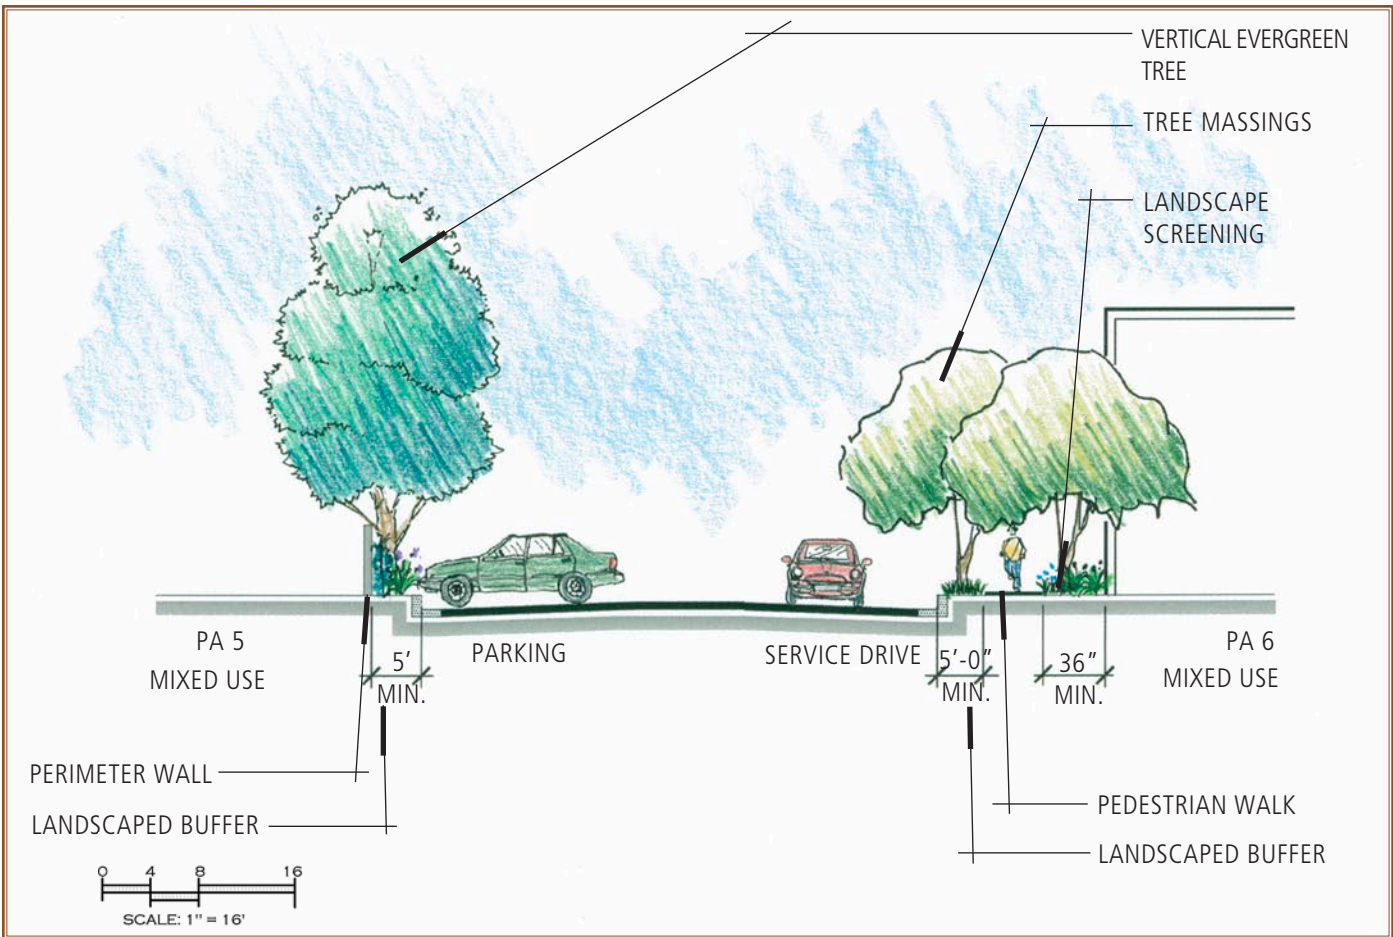 VERTICAL EVERGREEN
TREE
TREE MASSINGS
LANDSCAPE
SCREENING
PA 5
MIXED USE
5’
MIN.
PARKING
SERVICE DRIVE
5’-0”
MIN.
36”
MIN.
PA 6
MIXED USE
PERIMETER WALL
LANDSCAPED BUFFER
PEDESTRIAN WALK
LANDSCAPED BUFFER
0 4 8 16
SCALE: 1" = 16'